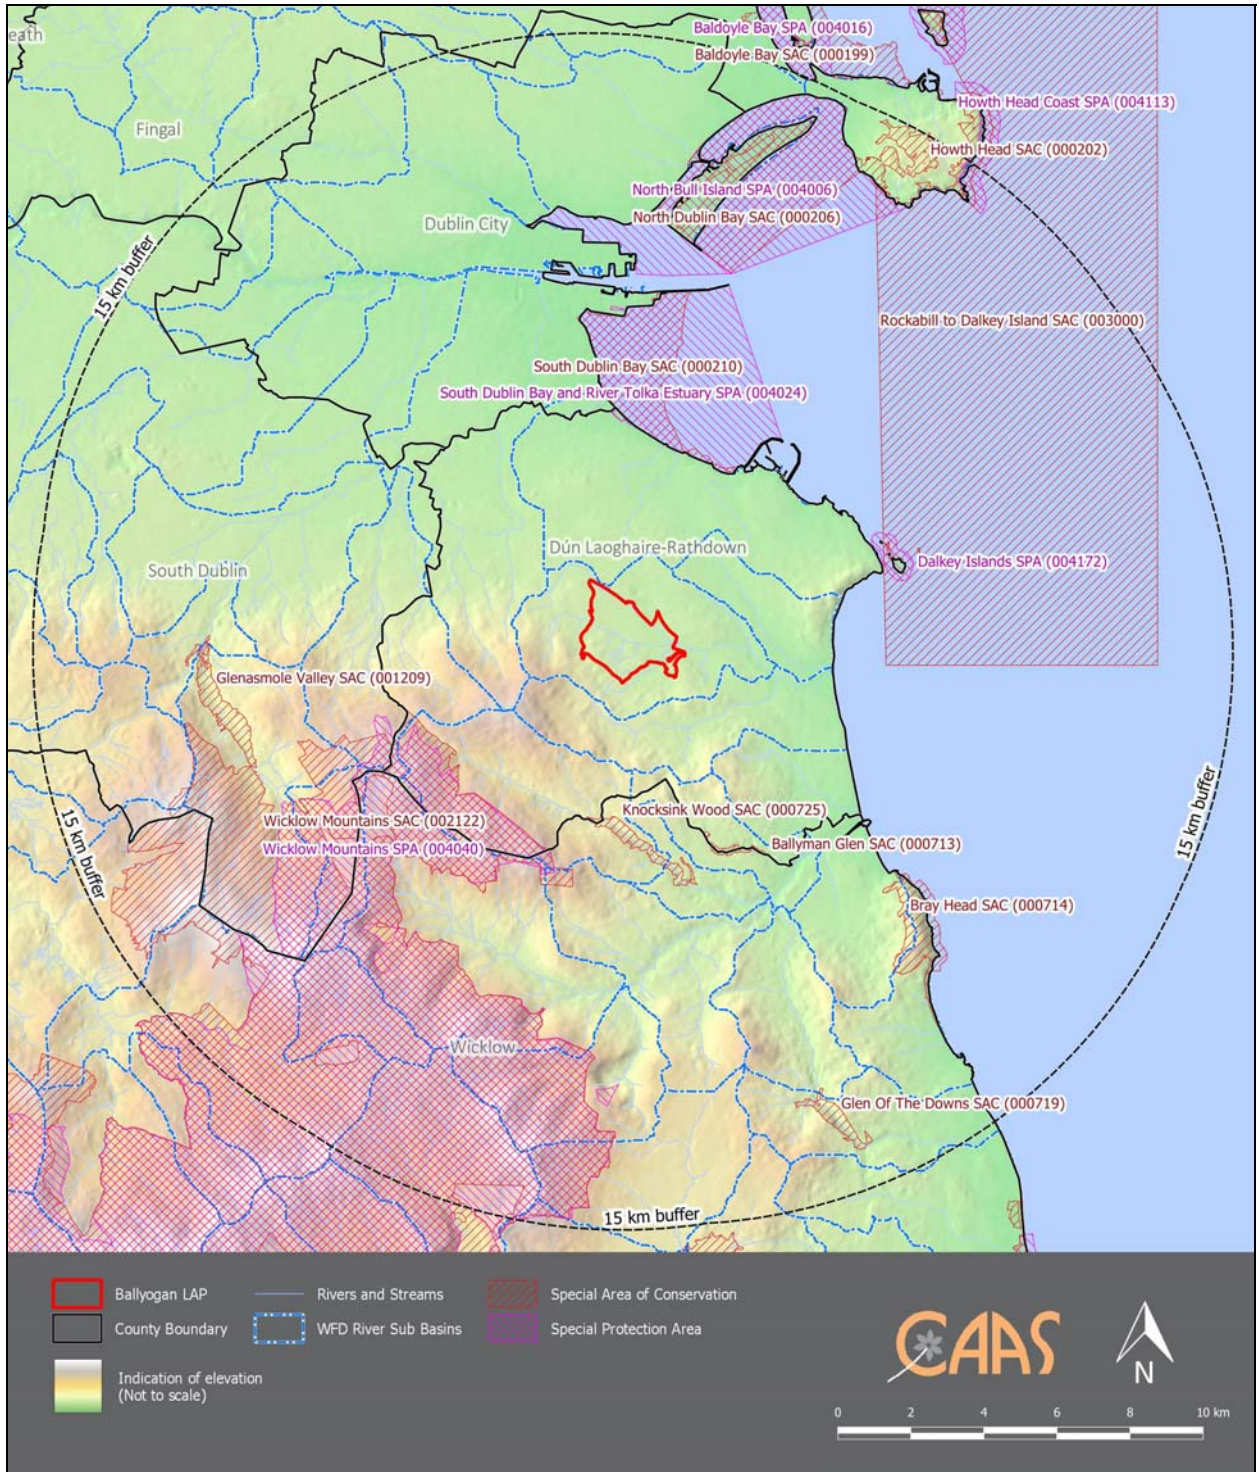 eath
Baldoyle Bay SPA (004016)
Baldoyle Bay SAC (000199)
Howth Head Coast SPA (004113)
Fingal
Howth Head SAC (000202)
North Bull Island SPA (004006)
North Dublin Bay SAC (000206)
Dublin City
15 km buffer
Rockabill to Dalkey Island SAC (003000)
South Dublin Bay SAC (000210)
South Dublin Bay and River Tolka Estuary SPA (004024)
Dún Laoghaire-Rathdown
Dalkey Islands SPA (004172)
South Dublin
Glenasmole Valley SAC (001209)
Knocksink Wood SAC (000725)
Wicklow Mountains SAC (002122)
Wicklow Mountains SPA (004040)
Ballyman Glen SAC (000713)
15 km buffer
15 km buffer
Bray Head SAC (000714)
Wicklow
Glen Of The Downs SAC (000719)
15 km buffer
Ballyogan LAP
Rivers and Streams
Special Area of Conservation
County Boundary
WFD River Sub Basins
Special Protection Area
Indication of elevation
(Not to scale)
CAAS
N
0 2 4 6 8 10 km